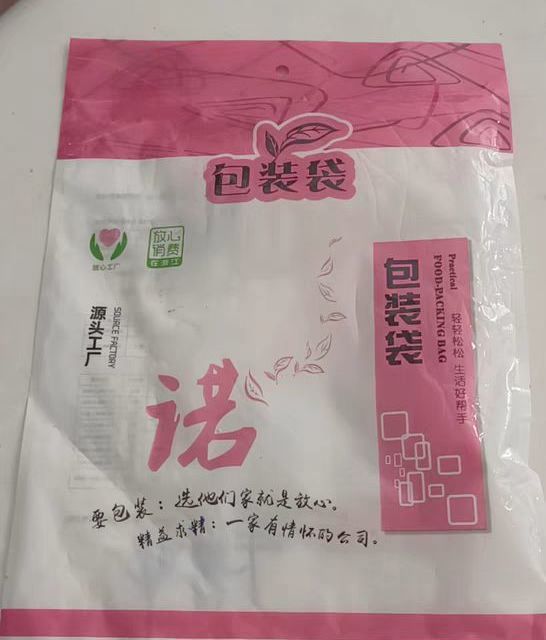 包装袋
放心工厂
放心
消费
在浙江
源头工厂
SOURCE FACTORY
包装袋
Practical
FOOD-PACKING BAG
轻轻松松 生活好帮手
诺
要包装：选他们家就是放心。
精益求精：一家有情怀的公司。